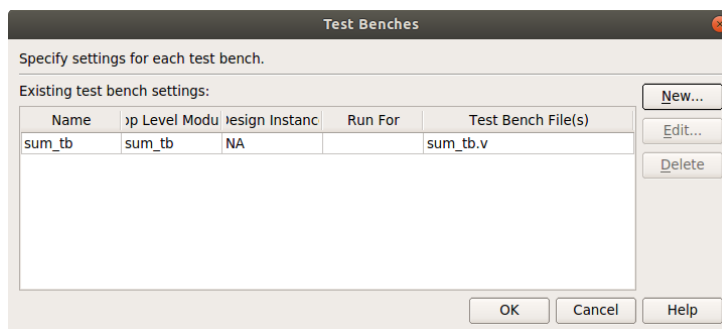 Test Benches
Specify settings for each test bench.
Existing test bench settings:
New...
Name op Level Modu esign Instanc Run For Test Bench File(s)
Edit...
sum_tb sum_tb NA sum_tb.v
Delete
OK Cancel Help